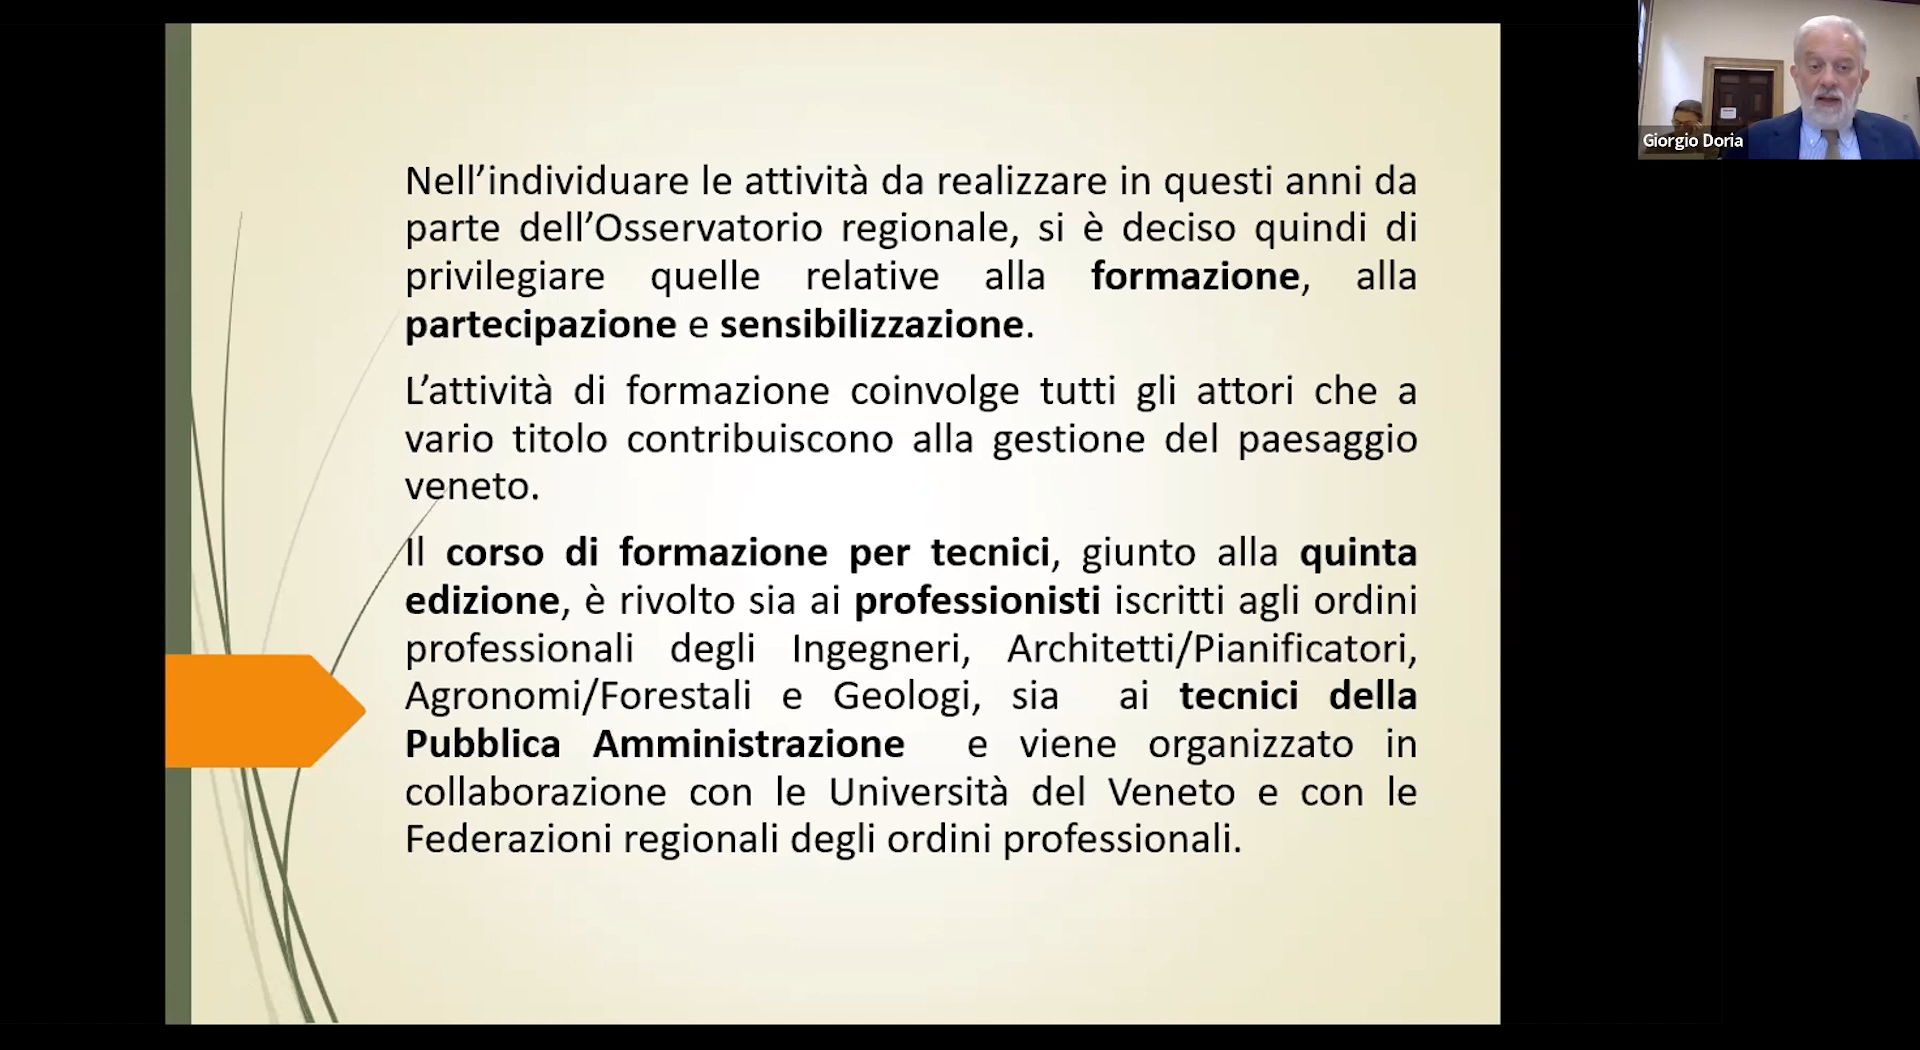 Nell’individuare le attività da realizzare in questi anni da
parte dell’Osservatorio regionale, si è deciso quindi di
privilegiare quelle relative alla formazione, alla
partecipazione e sensibilizzazione.
L’attività di formazione coinvolge tutti gli attori che a
vario titolo contribuiscono alla gestione del paesaggio
veneto.
Il corso di formazione per tecnici, giunto alla quinta
edizione, è rivolto sia ai professionisti iscritti agli ordini
professionali degli Ingegneri, Architetti/Pianificatori,
Agronomi/Forestali e Geologi, sia ai tecnici della
Pubblica Amministrazione e viene organizzato in
collaborazione con le Università del Veneto e con le
Federazioni regionali degli ordini professionali.
Giorgio Doria